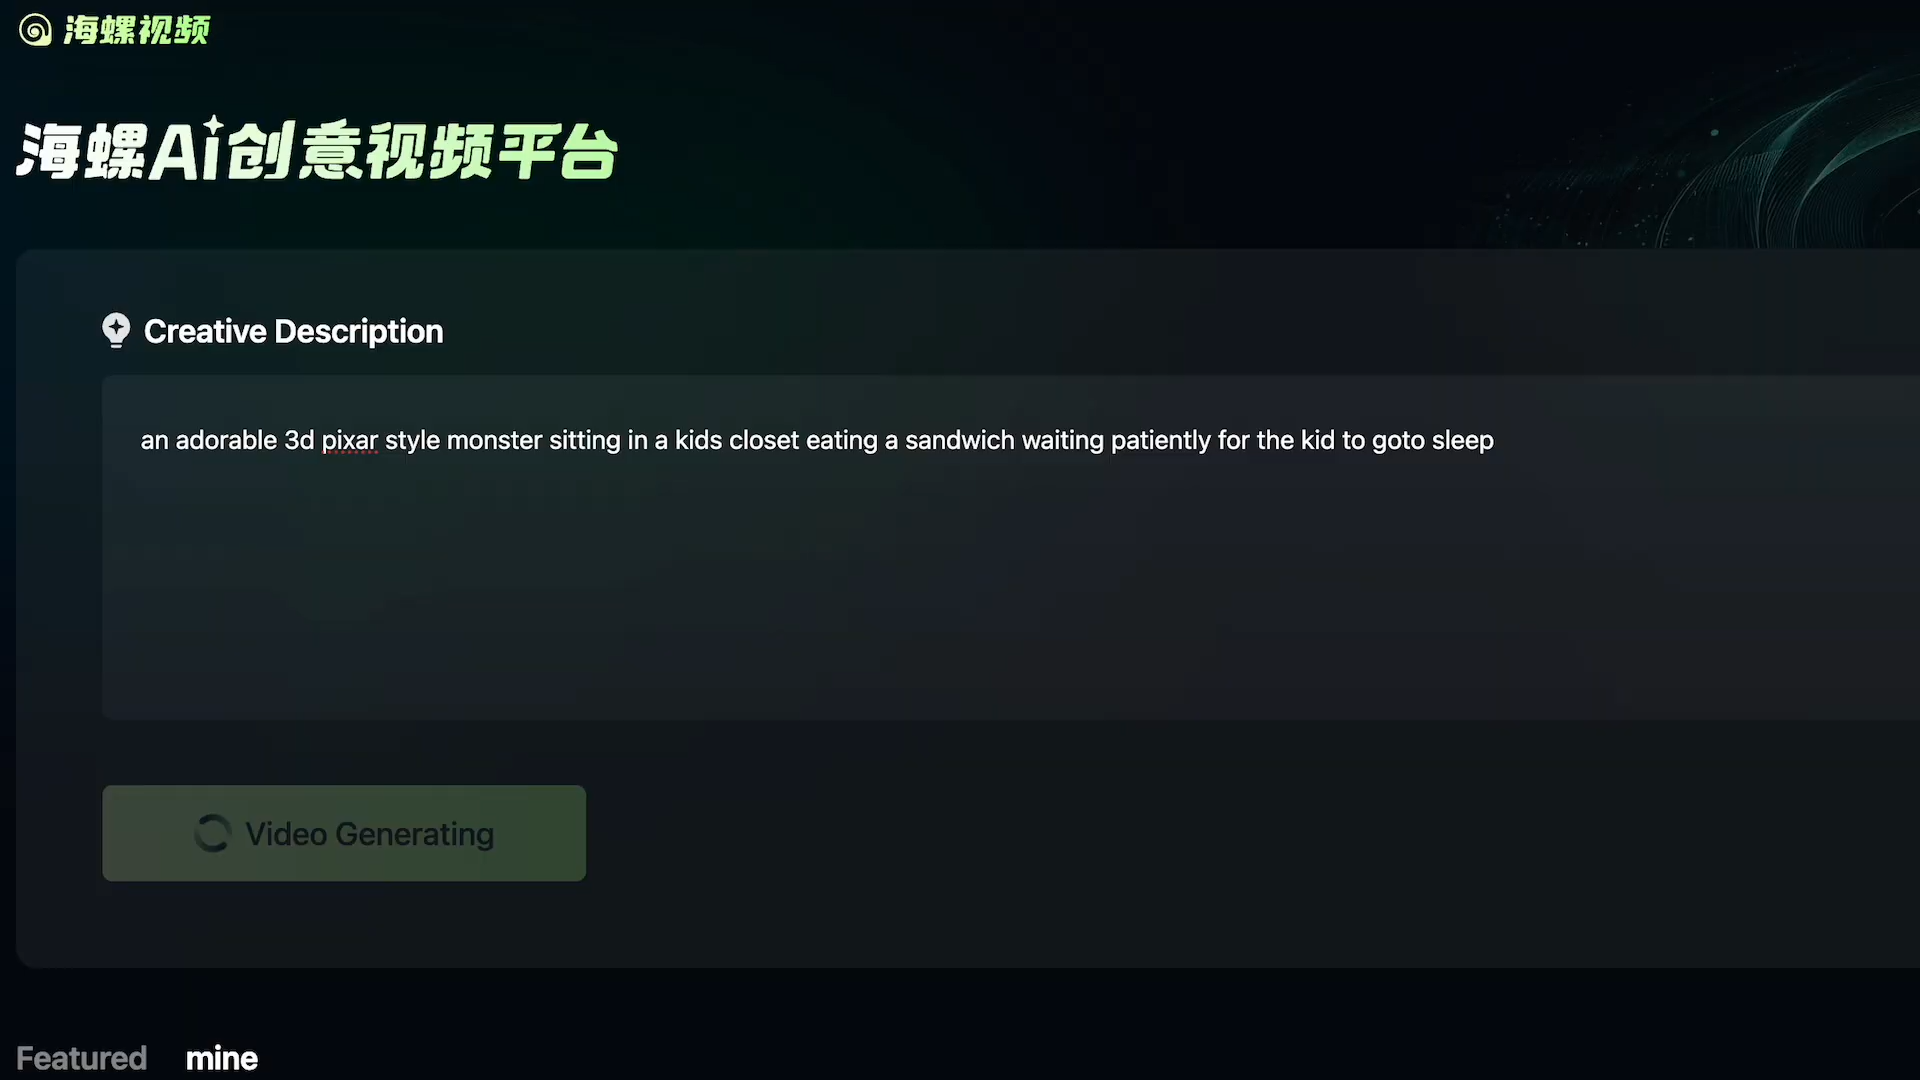 海螺视频
海螺Ai创意视频平台
Creative Description
an adorable 3d pixar style monster sitting in a kids closet eating a sandwich waiting patiently for the kid to goto sleep
Video Generating
Featured mine